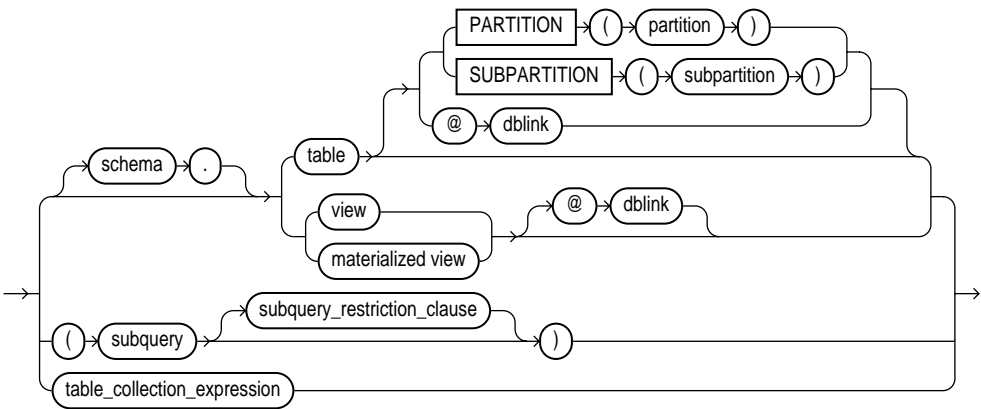 PARTITION ( partition )
SUBPARTITION ( subpartition )
@ dblink
schema . table
view @ dblink
materialized view
subquery_restriction_clause
( subquery )
table_collection_expression